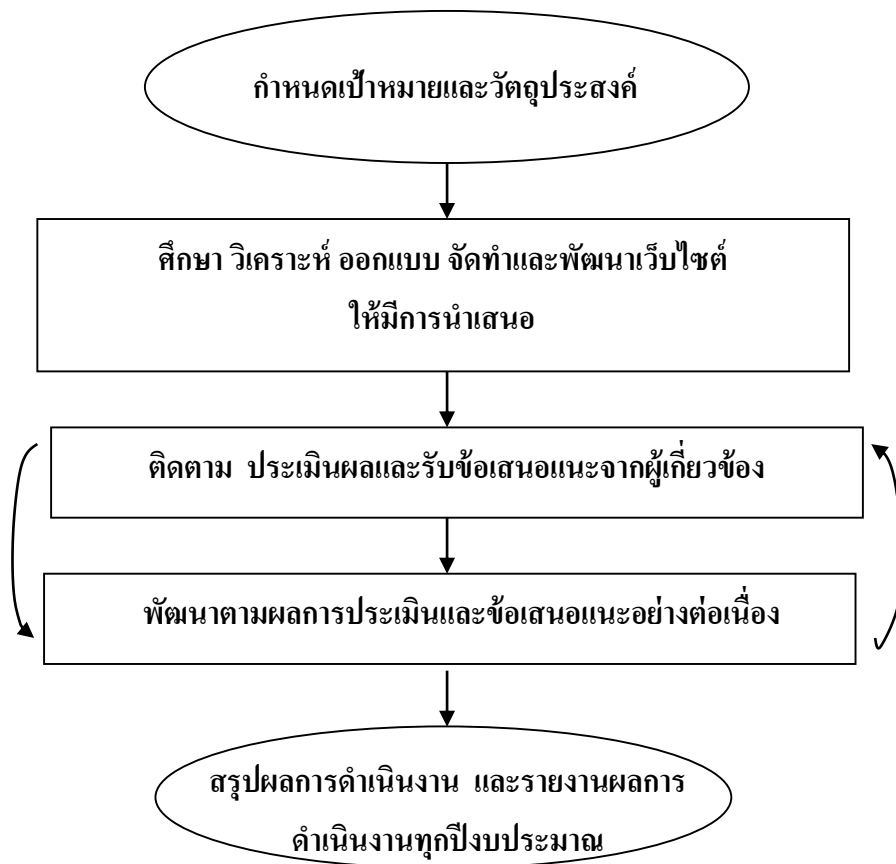 กำหนดเป้าหมายและวัตถุประสงค์
ศึกษา วิเคราะห์ ออกแบบ จัดทำและพัฒนาเว็บไซต์
ให้มีการนำเสนอ
ติดตาม ประเมินผลและรับข้อเสนอแนะจากผู้เกี่ยวข้อง
พัฒนาตามผลการประเมินและข้อเสนอแนะอย่างต่อเนื่อง
สรุปผลการดำเนินงาน และรายงานผลการ
ดำเนินงานทุกปีงบประมาณ